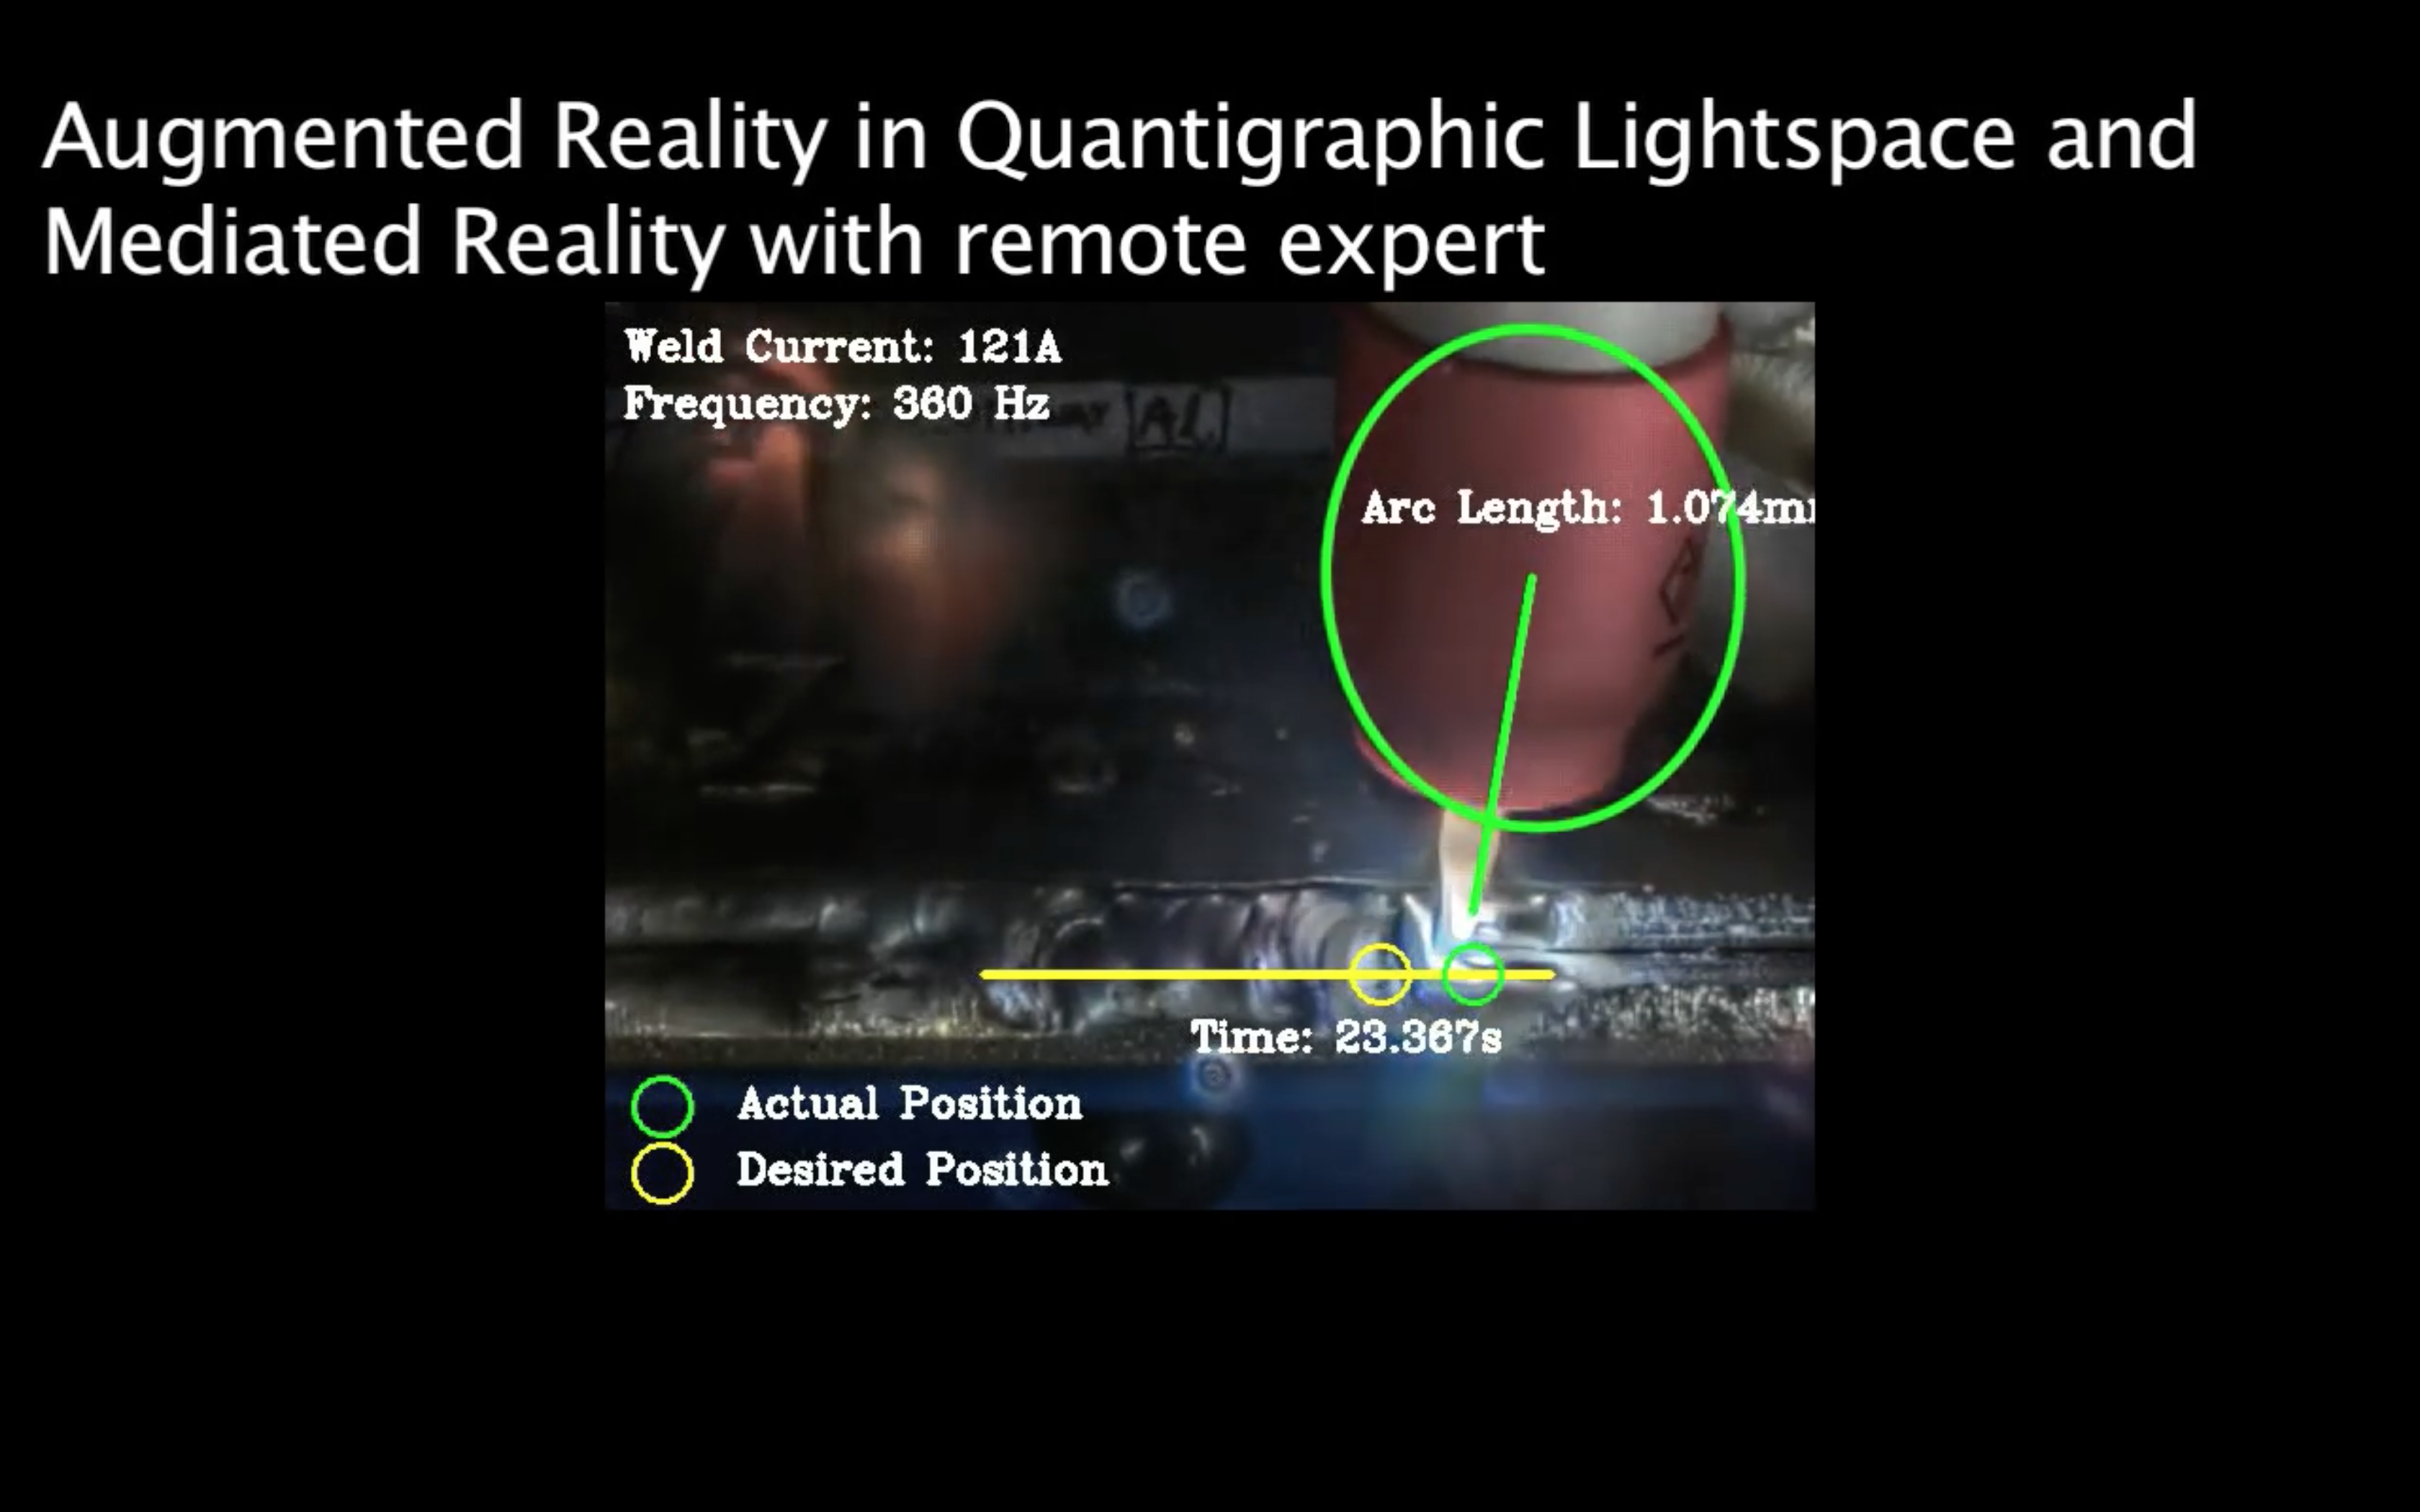 Augmented Reality in Quantigraphic Lightspace and
Mediated Reality with remote expert
Weld Current: 121A
Frequency: 360 Hz
[AL]
Arc Length: 1.074m
Time: 23.367s
Actual Position
Desired Position